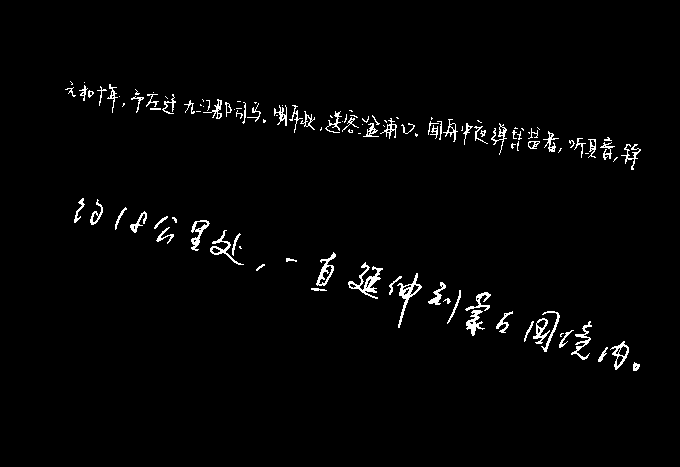 元和十年,予左迁九江郡司马。明年秋,送客湓浦口,闻舟中夜弹琵琶者,听其音,铮
约18公里处,一直延伸到蒙古国境内。